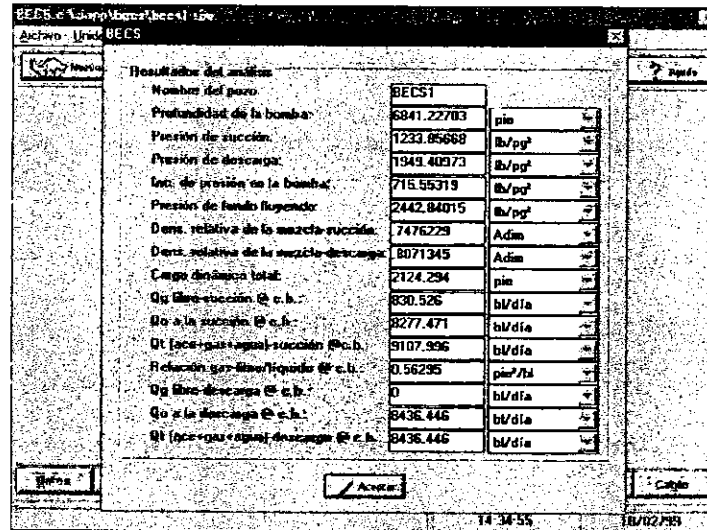 BECS
Archivo
BECS
Ayuda
Resultados del análisis
Nombre del pozo BECS1
Profundidad de la bomba: 6841.22703 pie
Presión de succión: 1233.85668 lb/pg²
Presión de descarga: 1949.40973 lb/pg²
Inc. de presión en la bomba: 715.55319 lb/pg²
Presión de fondo fluyendo: 2442.84015 lb/pg²
Dens. relativa de la mezcla-succión: .7476229 Adim
Dens. relativa de la mezcla-descarga: .8071345 Adim
Carga dinámica total: 2124.294 pie
Qg libre-succión @ c.b.: 830.526 bl/día
Qo a la succión @ c.b.: 8277.471 bl/día
Qt (ace+gas+agua)-succión @c.b.: 9107.996 bl/día
Relación gas-libre/líquido @ c.b.: 0.56295 pie³/bl
Qg libre-descarga @ c.b.: 0 bl/día
Qo a la descarga @ c.b.: 8436.446 bl/día
Qt (ace+gas+agua)-descarga @ c.b. 8436.446 bl/día
Aceptar
14:34:55